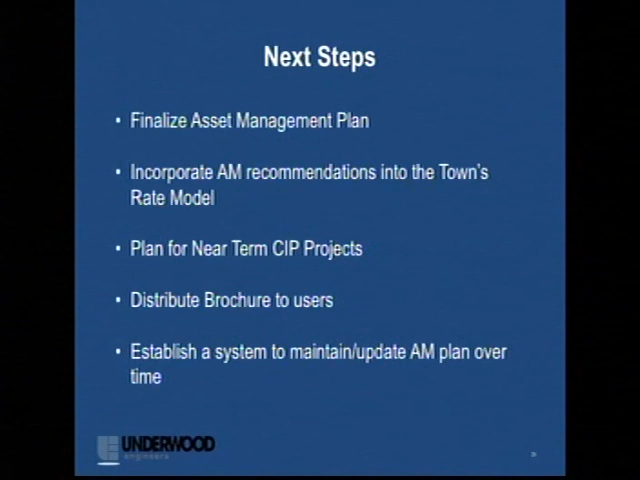 Next Steps
• Finalize Asset Management Plan
• Incorporate AM recommendations into the Town's
Rate Model
• Plan for Near Term CIP Projects
• Distribute Brochure to users
• Establish a system to maintain/update AM plan over
time
UNDERWOOD
engineers